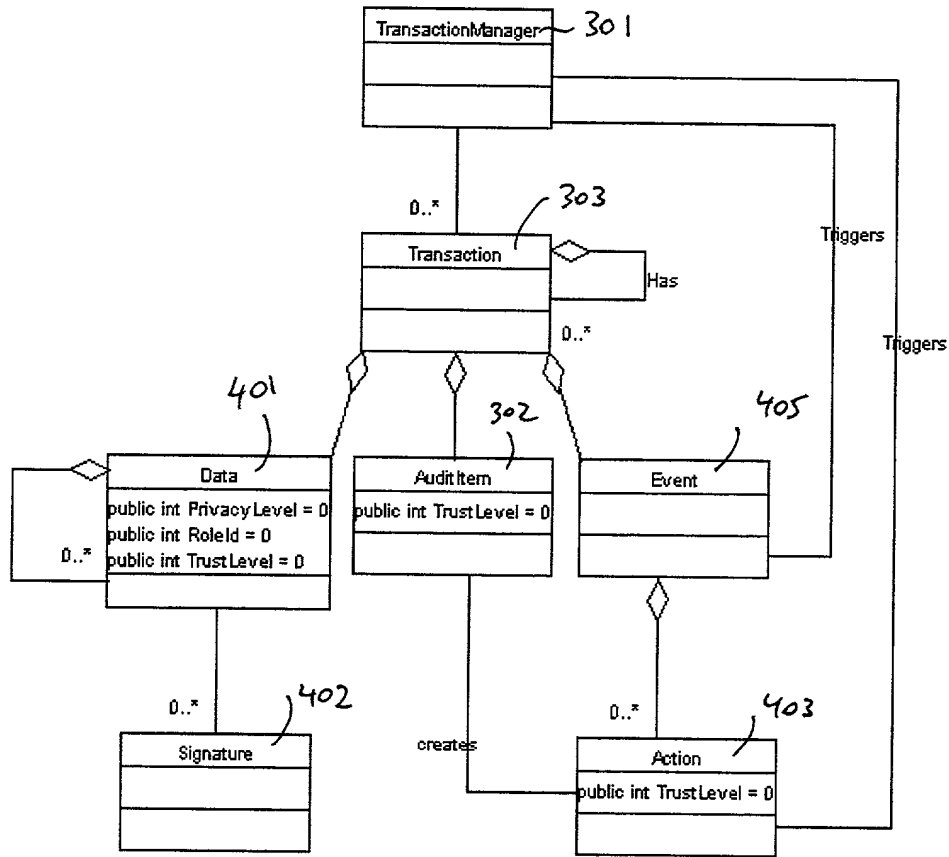 TransactionManager
301
0..*
303
Transaction
Triggers
Has
0..*
Triggers
401
302
405
Data
AuditItem
Event
public int PrivacyLevel = 0
public int TrustLevel = 0
public int RoleId = 0
0..*
public int TrustLevel = 0
0..*
402
0..*
403
Signature
creates
Action
public int TrustLevel = 0